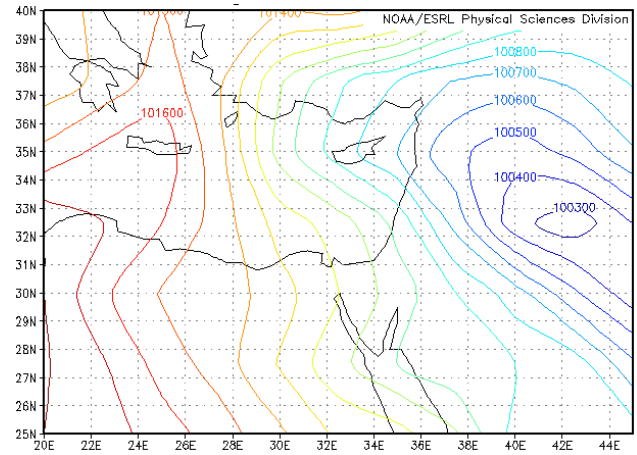 NOAA/ESRL Physical Sciences Division
40N
101400
39N
100800
38N
100700
37N
100600
101600
36N
100500
35N
34N
100400
33N
100300
32N
31N
30N
29N
28N
27N
26N
25N
20E 22E 24E 26E 28E 30E 32E 34E 36E 38E 40E 42E 44E